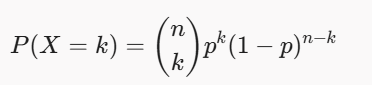 P(X = k) = \binom{n}{k} p^k (1 − p)^{n−k}